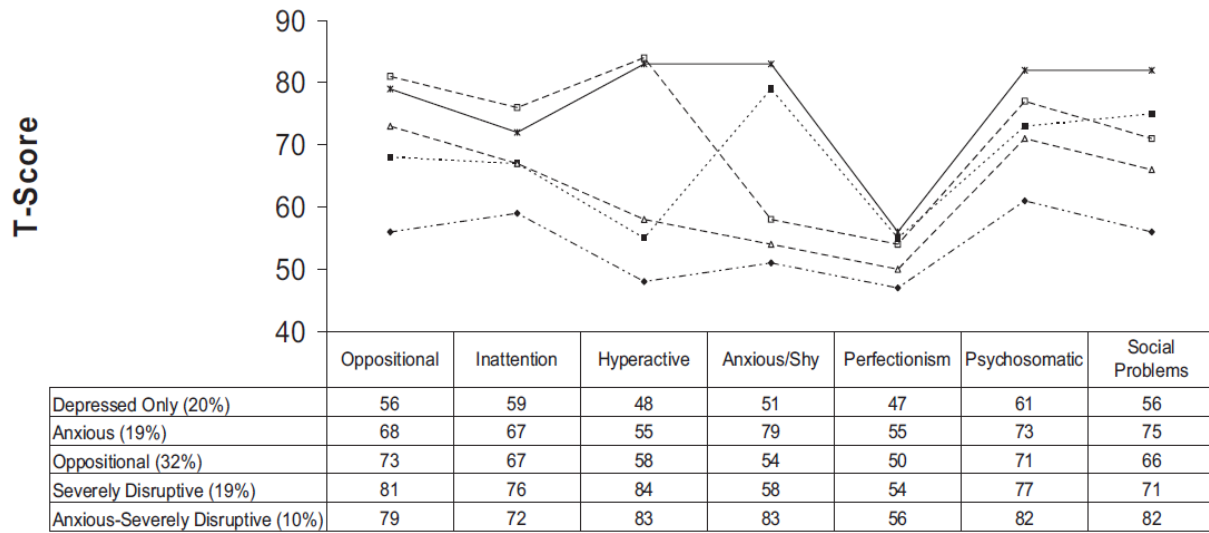 T-Score
90
80
70
60
50
40
Oppositional Inattention Hyperactive Anxious/Shy Perfectionism Psychosomatic Social Problems
Depressed Only (20%) 56 59 48 51 47 61 56
Anxious (19%) 68 67 55 79 55 73 75
Oppositional (32%) 73 67 58 54 50 71 66
Severely Disruptive (19%) 81 76 84 58 54 77 71
Anxious-Severely Disruptive (10%) 79 72 83 83 56 82 82